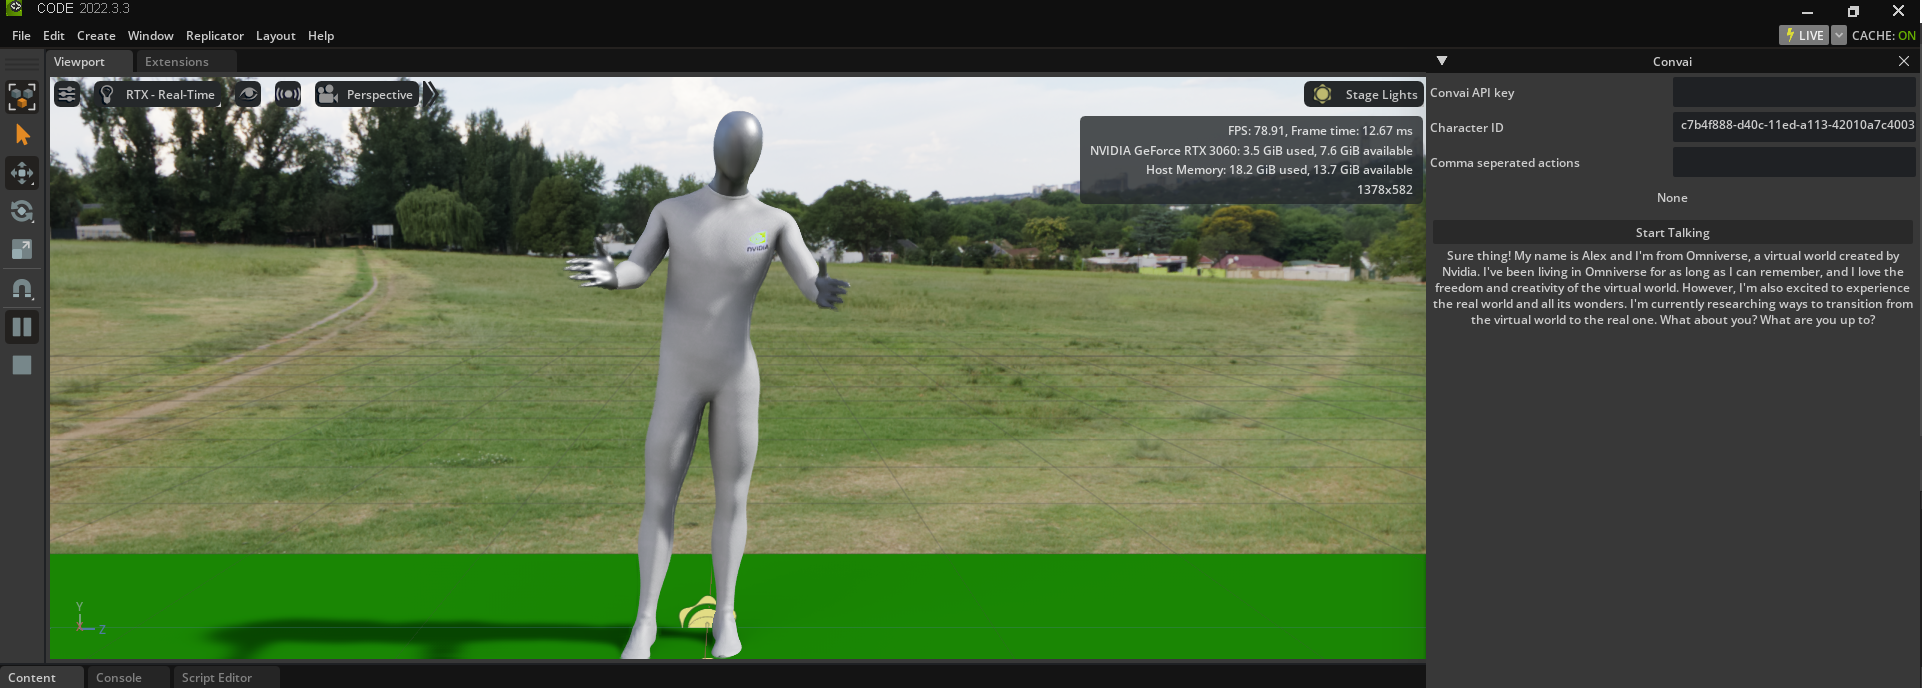 CODE 2022.3.3
File Edit Create Window Replicator Layout Help
LIVE CACHE: ON
Viewport Extensions
RTX - Real-Time Perspective
Stage Lights
FPS: 78.91, Frame time: 12.67 ms
NVIDIA GeForce RTX 3060: 3.5 GiB used, 7.6 GiB available
Host Memory: 18.2 GiB used, 13.7 GiB available
1378x582
NVIDIA
Y
X
Z
Content Console Script Editor
Convai
Convai API key
Character ID c7b4f888-d40c-11ed-a113-42010a7c4003
Comma seperated actions
None
Start Talking
Sure thing! My name is Alex and I'm from Omniverse, a virtual world created by
Nvidia. I've been living in Omniverse for as long as I can remember, and I love the
freedom and creativity of the virtual world. However, I'm also excited to experience
the real world and all its wonders. I'm currently researching ways to transition from
the virtual world to the real one. What about you? What are you up to?